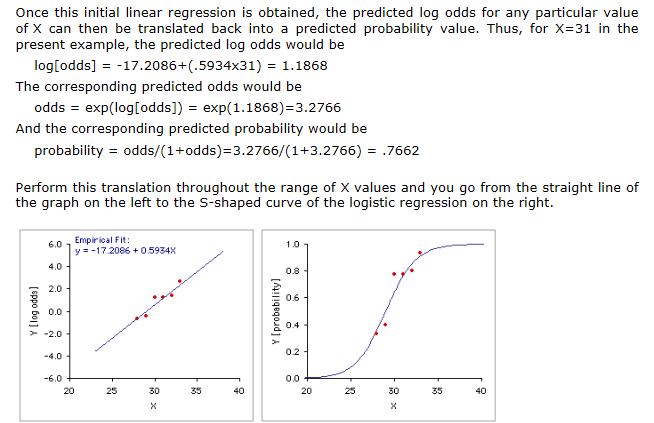 Once this initial linear regression is obtained, the predicted log odds for any particular value
of X can then be translated back into a predicted probability value. Thus, for X=31 in the
present example, the predicted log odds would be
log[odds] = -17.2086+(.5934x31) = 1.1868
The corresponding predicted odds would be
odds = exp(log[odds]) = exp(1.1868)=3.2766
And the corresponding predicted probability would be
probability = odds/(1+odds)=3.2766/(1+3.2766) = .7662
Perform this translation throughout the range of X values and you go from the straight line of
the graph on the left to the S-shaped curve of the logistic regression on the right.
Empirical Fit:
y = -17.2086 + 0.5934X
6.0
4.0
2.0
0.0
-2.0
-4.0
-6.0
Y [log odds]
20 25 30 35 40
X
1.0
0.8
0.6
0.4
0.2
0.0
Y [probability]
20 25 30 35 40
X